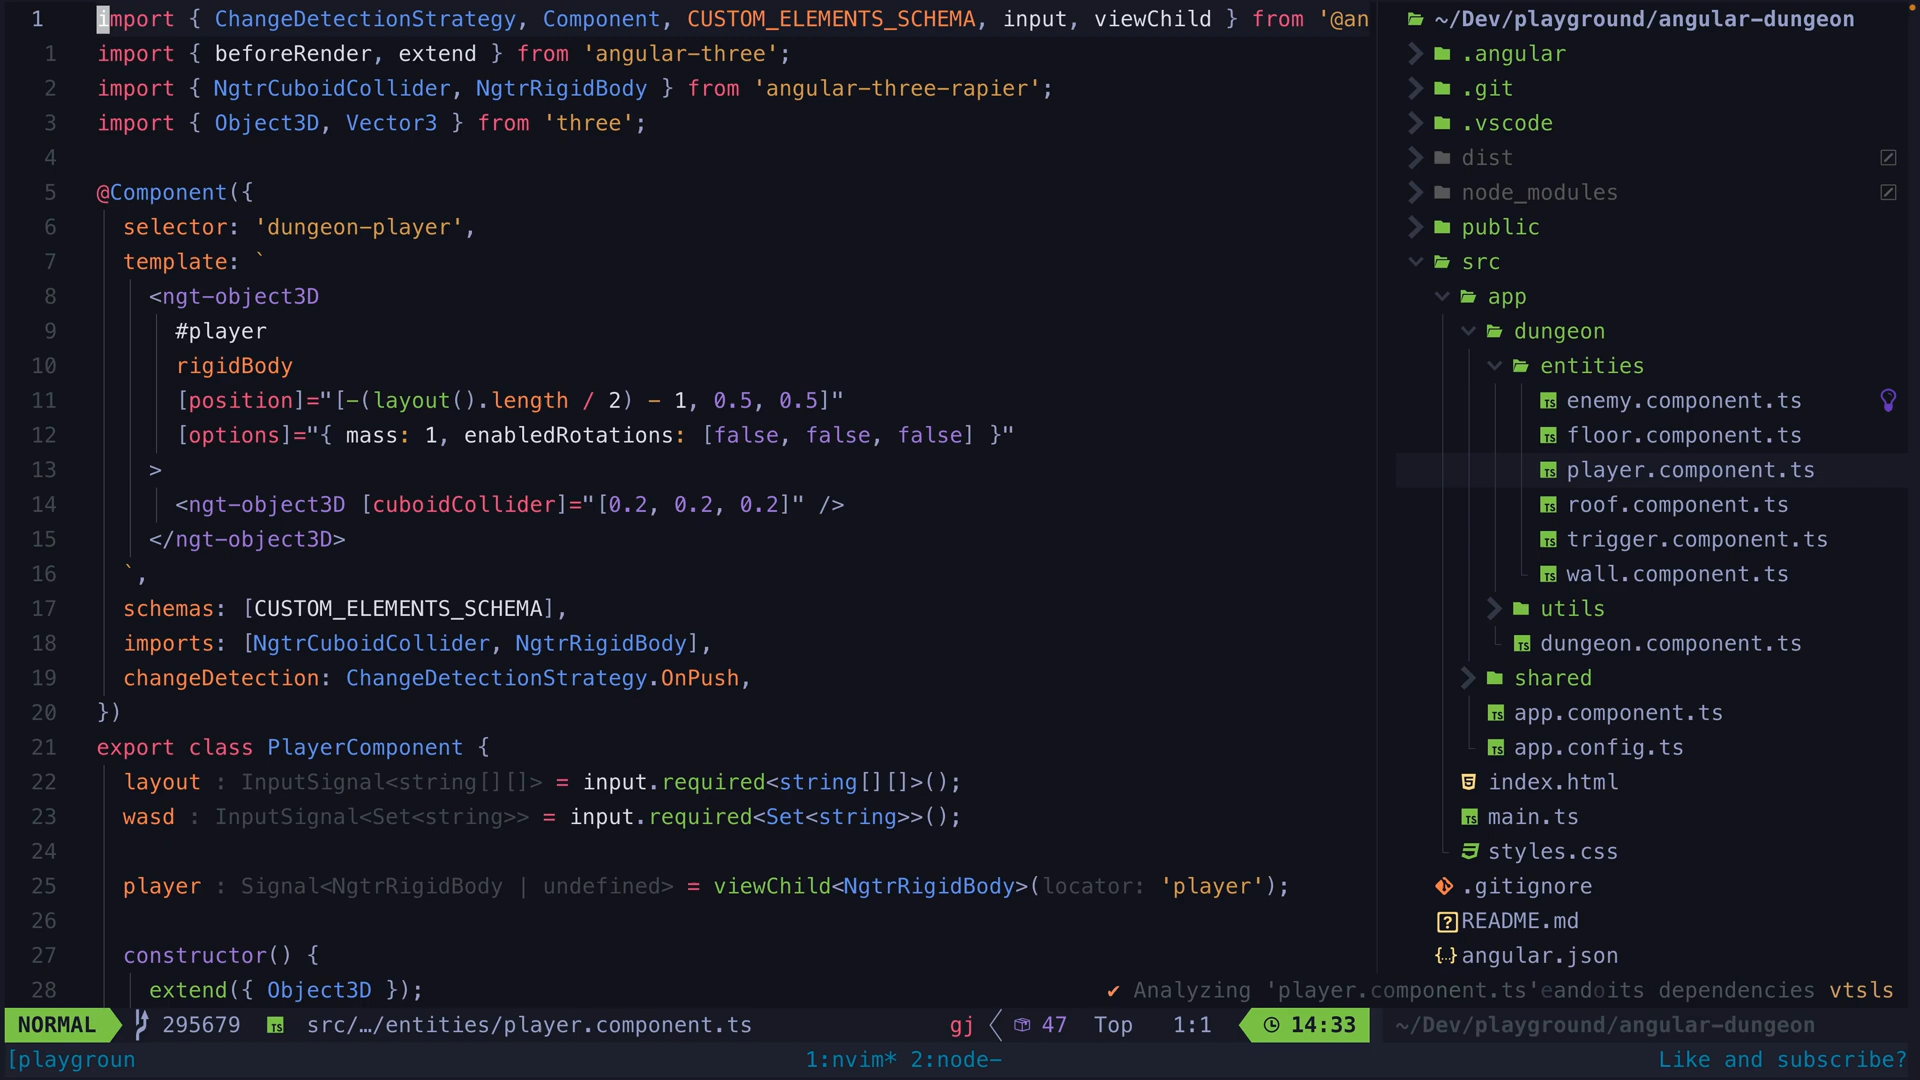 1 import { ChangeDetectionStrategy, Component, CUSTOM_ELEMENTS_SCHEMA, input, viewChild } from '@an
1 import { beforeRender, extend } from 'angular-three';
2 import { NgtrCuboidCollider, NgtrRigidBody } from 'angular-three-rapier';
3 import { Object3D, Vector3 } from 'three';
4
5 @Component({
6 selector: 'dungeon-player',
7 template: `
8 <ngt-object3D
9 #player
10 rigidBody
11 [position]="[-(layout().length / 2) - 1, 0.5, 0.5]"
12 [options]="{ mass: 1, enabledRotations: [false, false, false] }"
13 >
14 <ngt-object3D [cuboidCollider]="[0.2, 0.2, 0.2]" />
15 </ngt-object3D>
16 `,
17 schemas: [CUSTOM_ELEMENTS_SCHEMA],
18 imports: [NgtrCuboidCollider, NgtrRigidBody],
19 changeDetection: ChangeDetectionStrategy.OnPush,
20 })
21 export class PlayerComponent {
22 layout : InputSignal<string[][]> = input.required<string[][]>();
23 wasd : InputSignal<Set<string>> = input.required<Set<string>>();
24
25 player : Signal<NgtrRigidBody | undefined> = viewChild<NgtrRigidBody>(locator: 'player');
26
27 constructor() {
28 extend({ Object3D });
~/Dev/playground/angular-dungeon
.angular
.git
.vscode
dist
node_modules
public
src
app
dungeon
entities
enemy.component.ts
floor.component.ts
player.component.ts
roof.component.ts
trigger.component.ts
wall.component.ts
utils
dungeon.component.ts
shared
app.component.ts
app.config.ts
index.html
main.ts
styles.css
.gitignore
README.md
angular.json
✔ Analyzing 'player.component.ts' and its dependencies vtsls
NORMAL 295679 src/…/entities/player.component.ts gj 47 Top 1:1 14:33 ~/Dev/playground/angular-dungeon
[playgroun 1:nvim* 2:node- Like and subscribe?